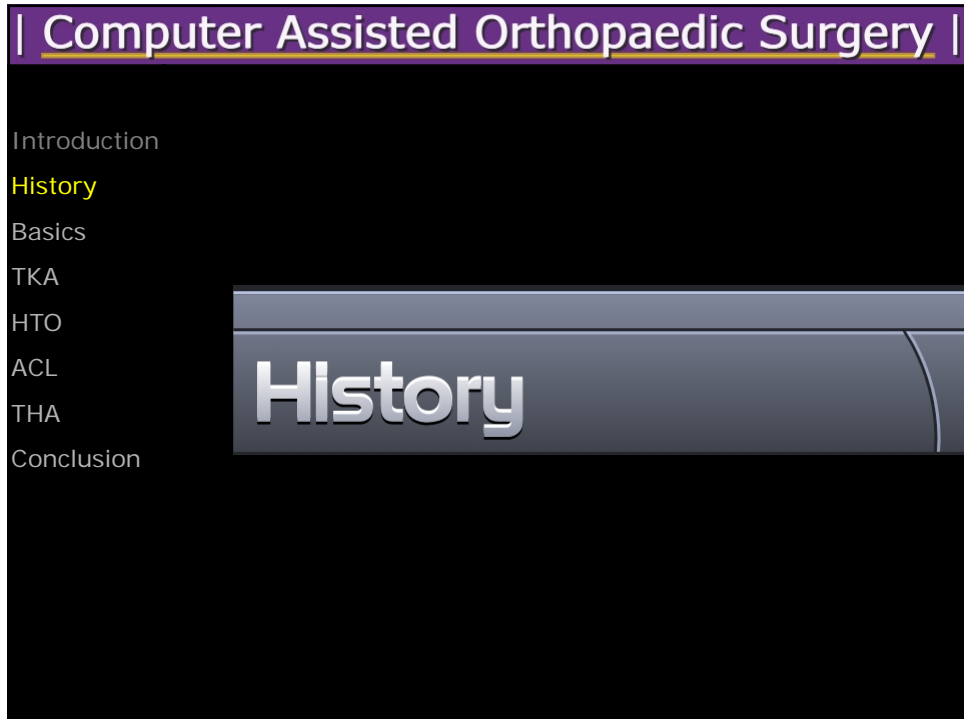 | Computer Assisted Orthopaedic Surgery |
Introduction
History
Basics
TKA
HTO
ACL
THA
Conclusion
History